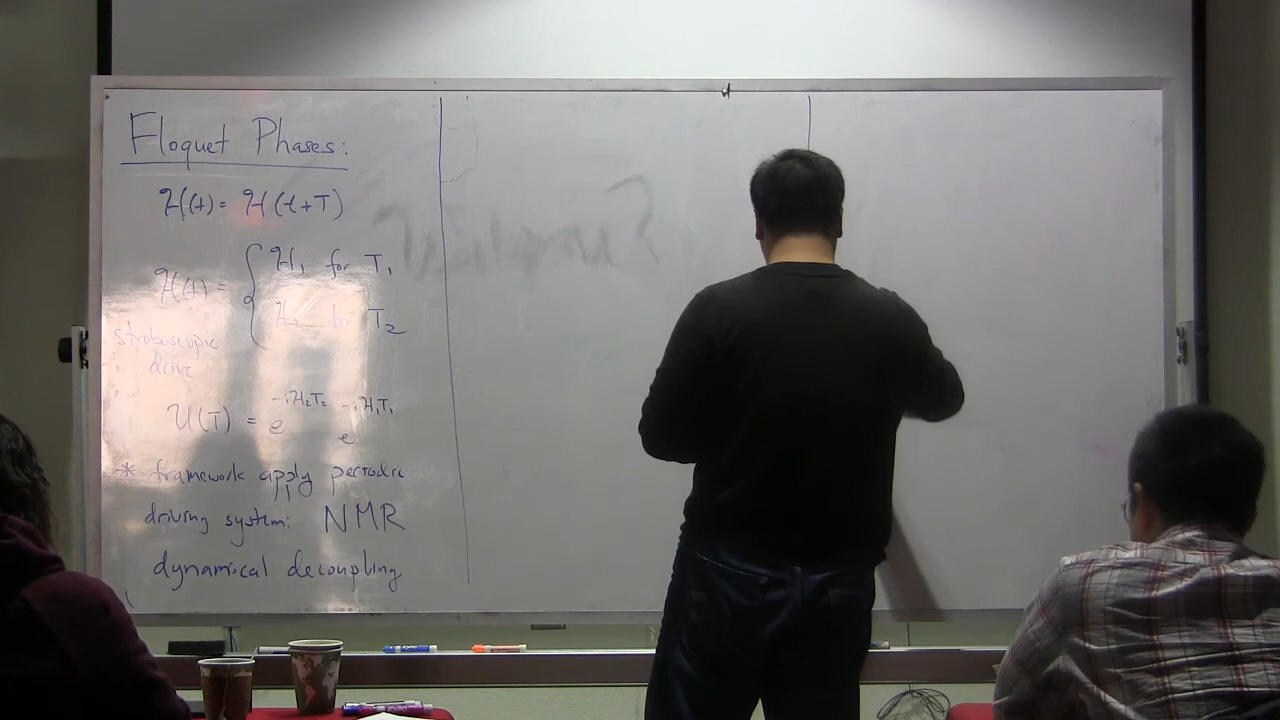 Floquet Phases:
H(t) = H(t+T)
H(t) = { H₁ for T₁
H₂ for T₂
stroboscopic
drive
U(T) = e^{-iH₂T₂} e^{-iH₁T₁}
* framework apply periodic
driving system: NMR
dynamical decoupling